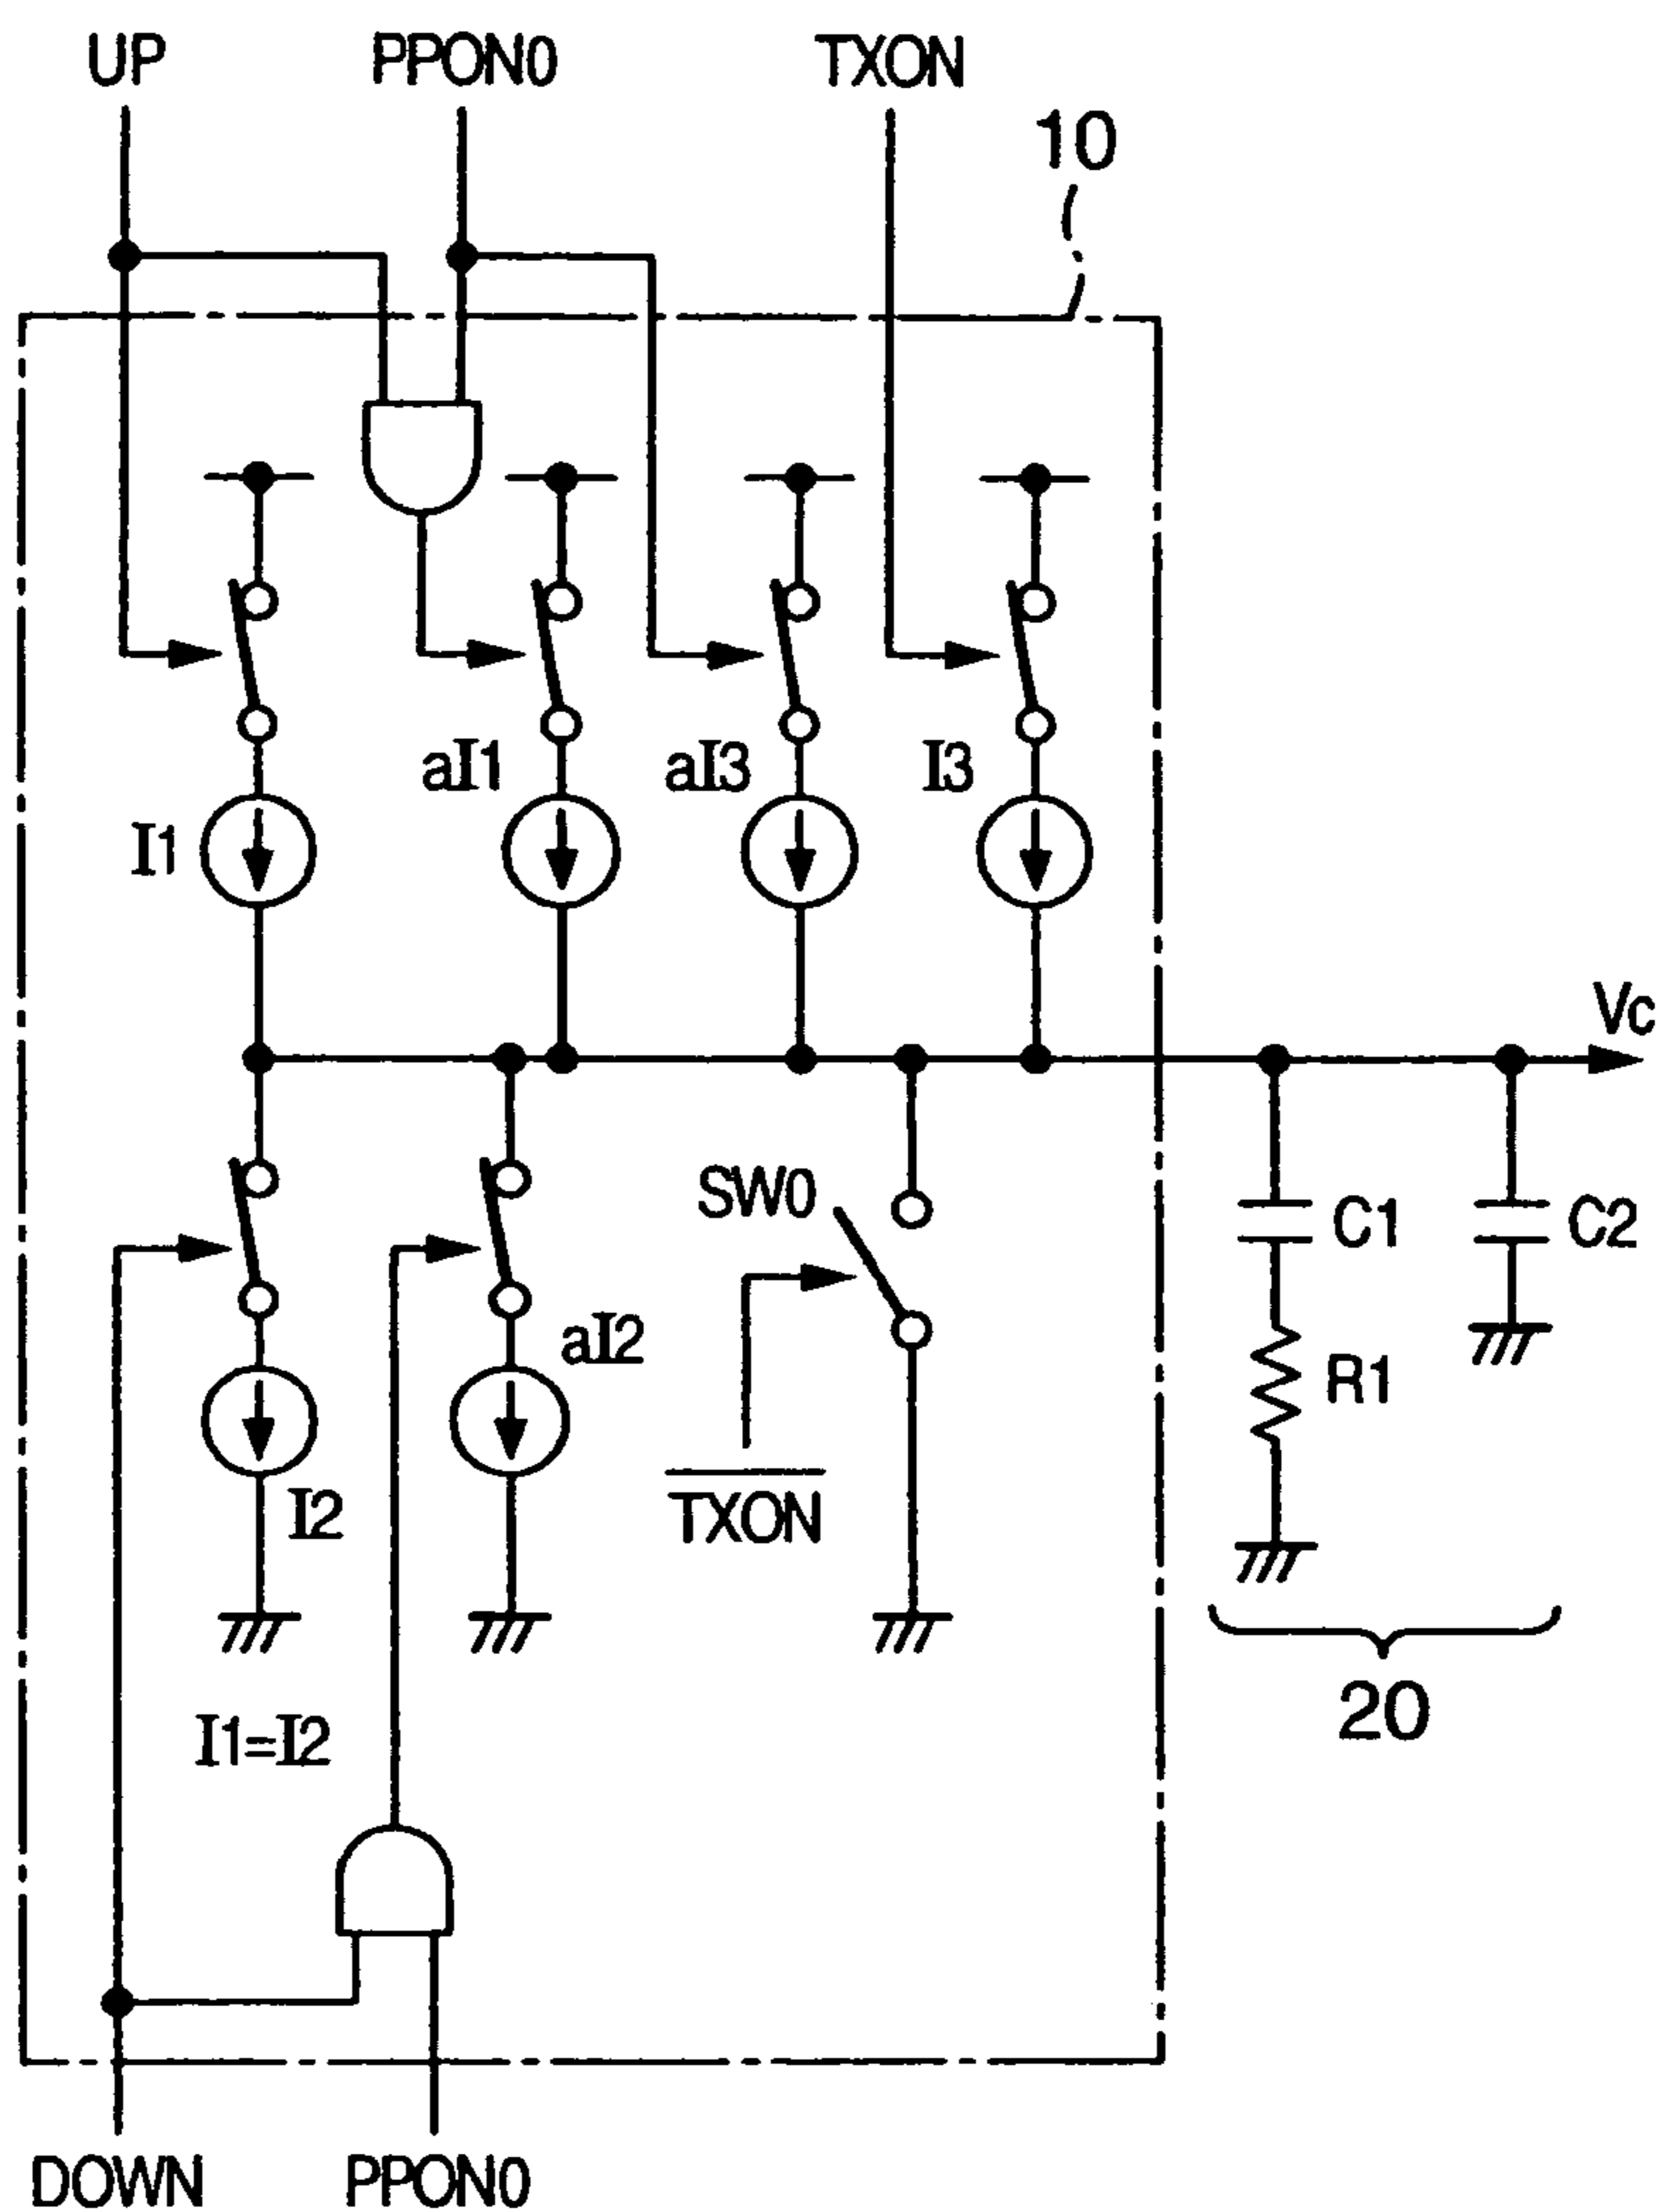 UP
PPON0
TXON
10
aI1
aI3
I3
I1
Vc
SW0
C1
C2
aI2
R1
I2
TXON
20
I1=I2
DOWN
PPON0